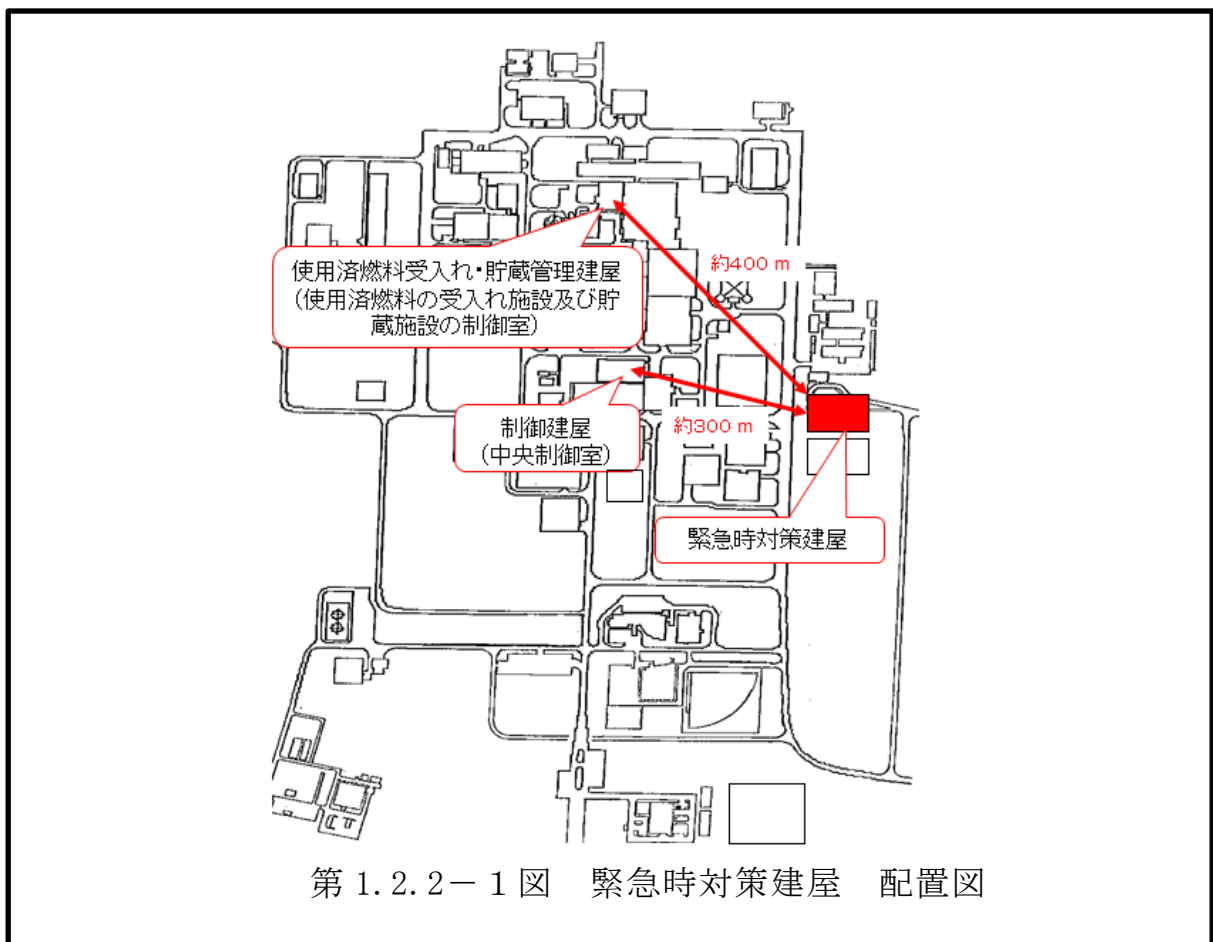 使用済燃料受入れ・貯蔵管理建屋
（使用済燃料の受入れ施設及び貯
蔵施設の制御室）
約400 m
制御建屋
（中央制御室）
約300 m
緊急時対策建屋
第 1.2.2－１図　緊急時対策建屋　配置図